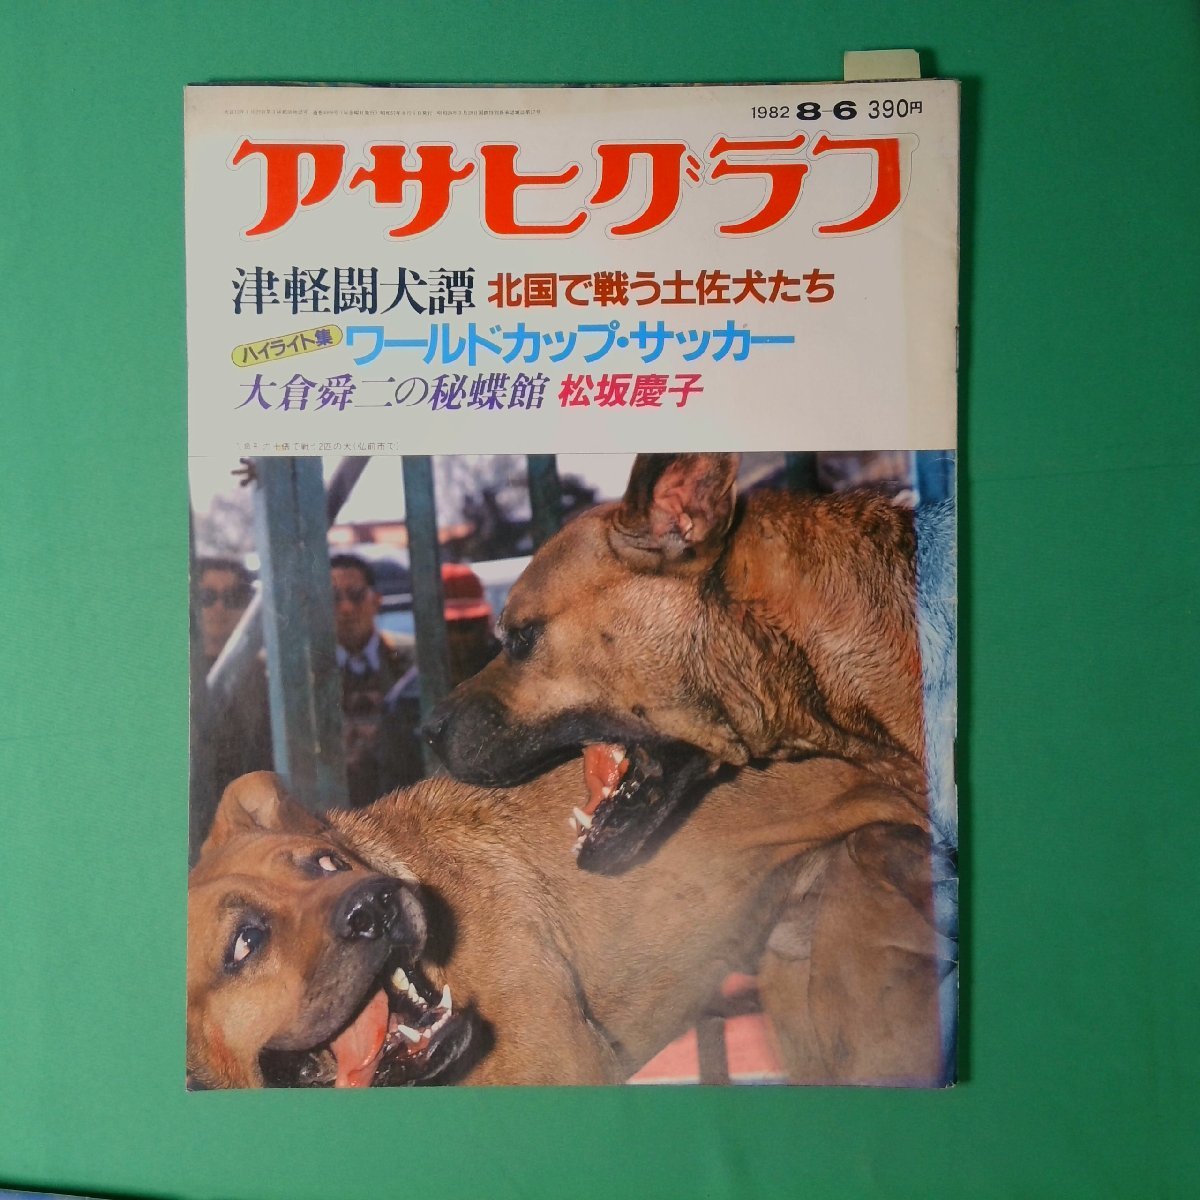 1982 8-6 390円
アサヒグラフ
津軽闘犬譚 北国で戦う土佐犬たち
ハイライト集 ワールドカップ・サッカー
大倉舜二の秘蝶館 松坂慶子